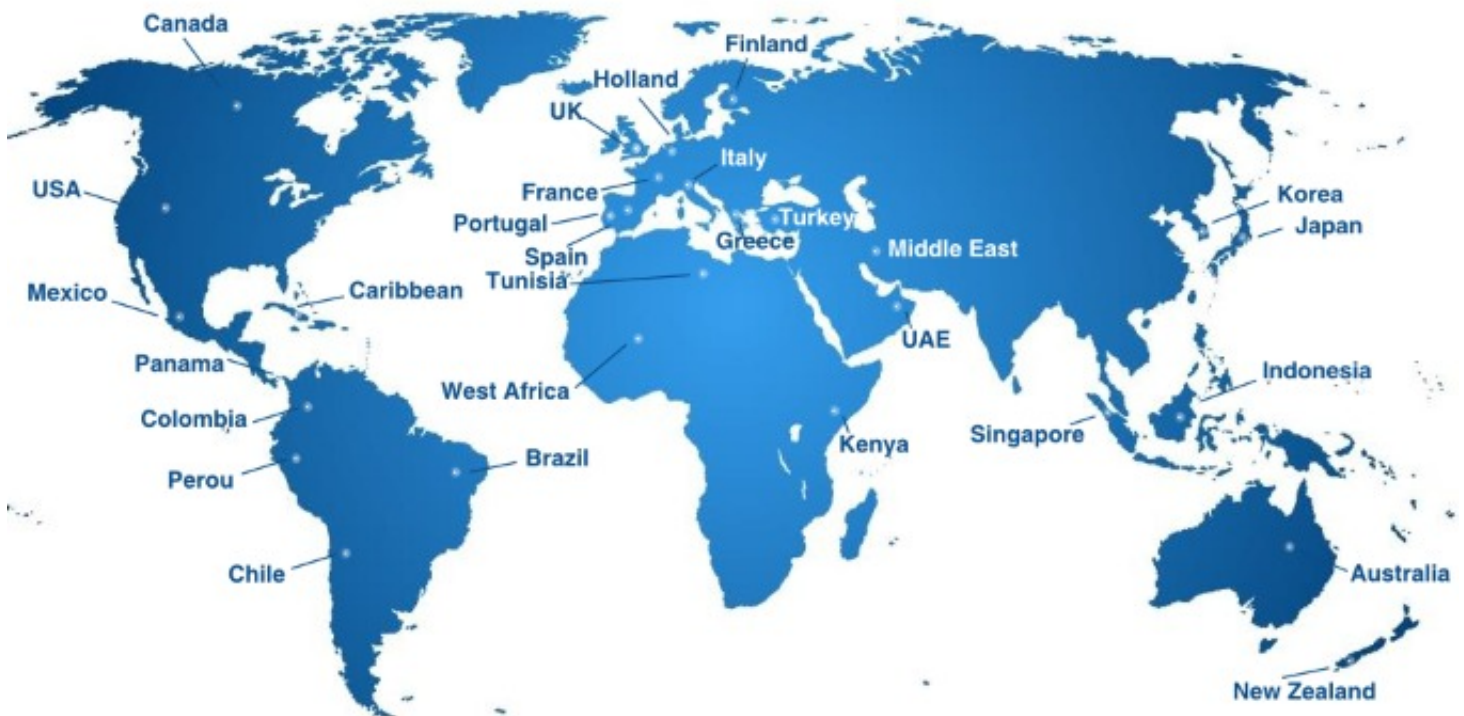 Canada
Finland
Holland
UK
Italy
USA
France
Korea
Portugal
Turkey
Japan
Greece
Middle East
Spain
Tunisia
Mexico
Caribbean
UAE
Panama
Indonesia
West Africa
Colombia
Singapore
Kenya
Brazil
Perou
Chile
Australia
New Zealand